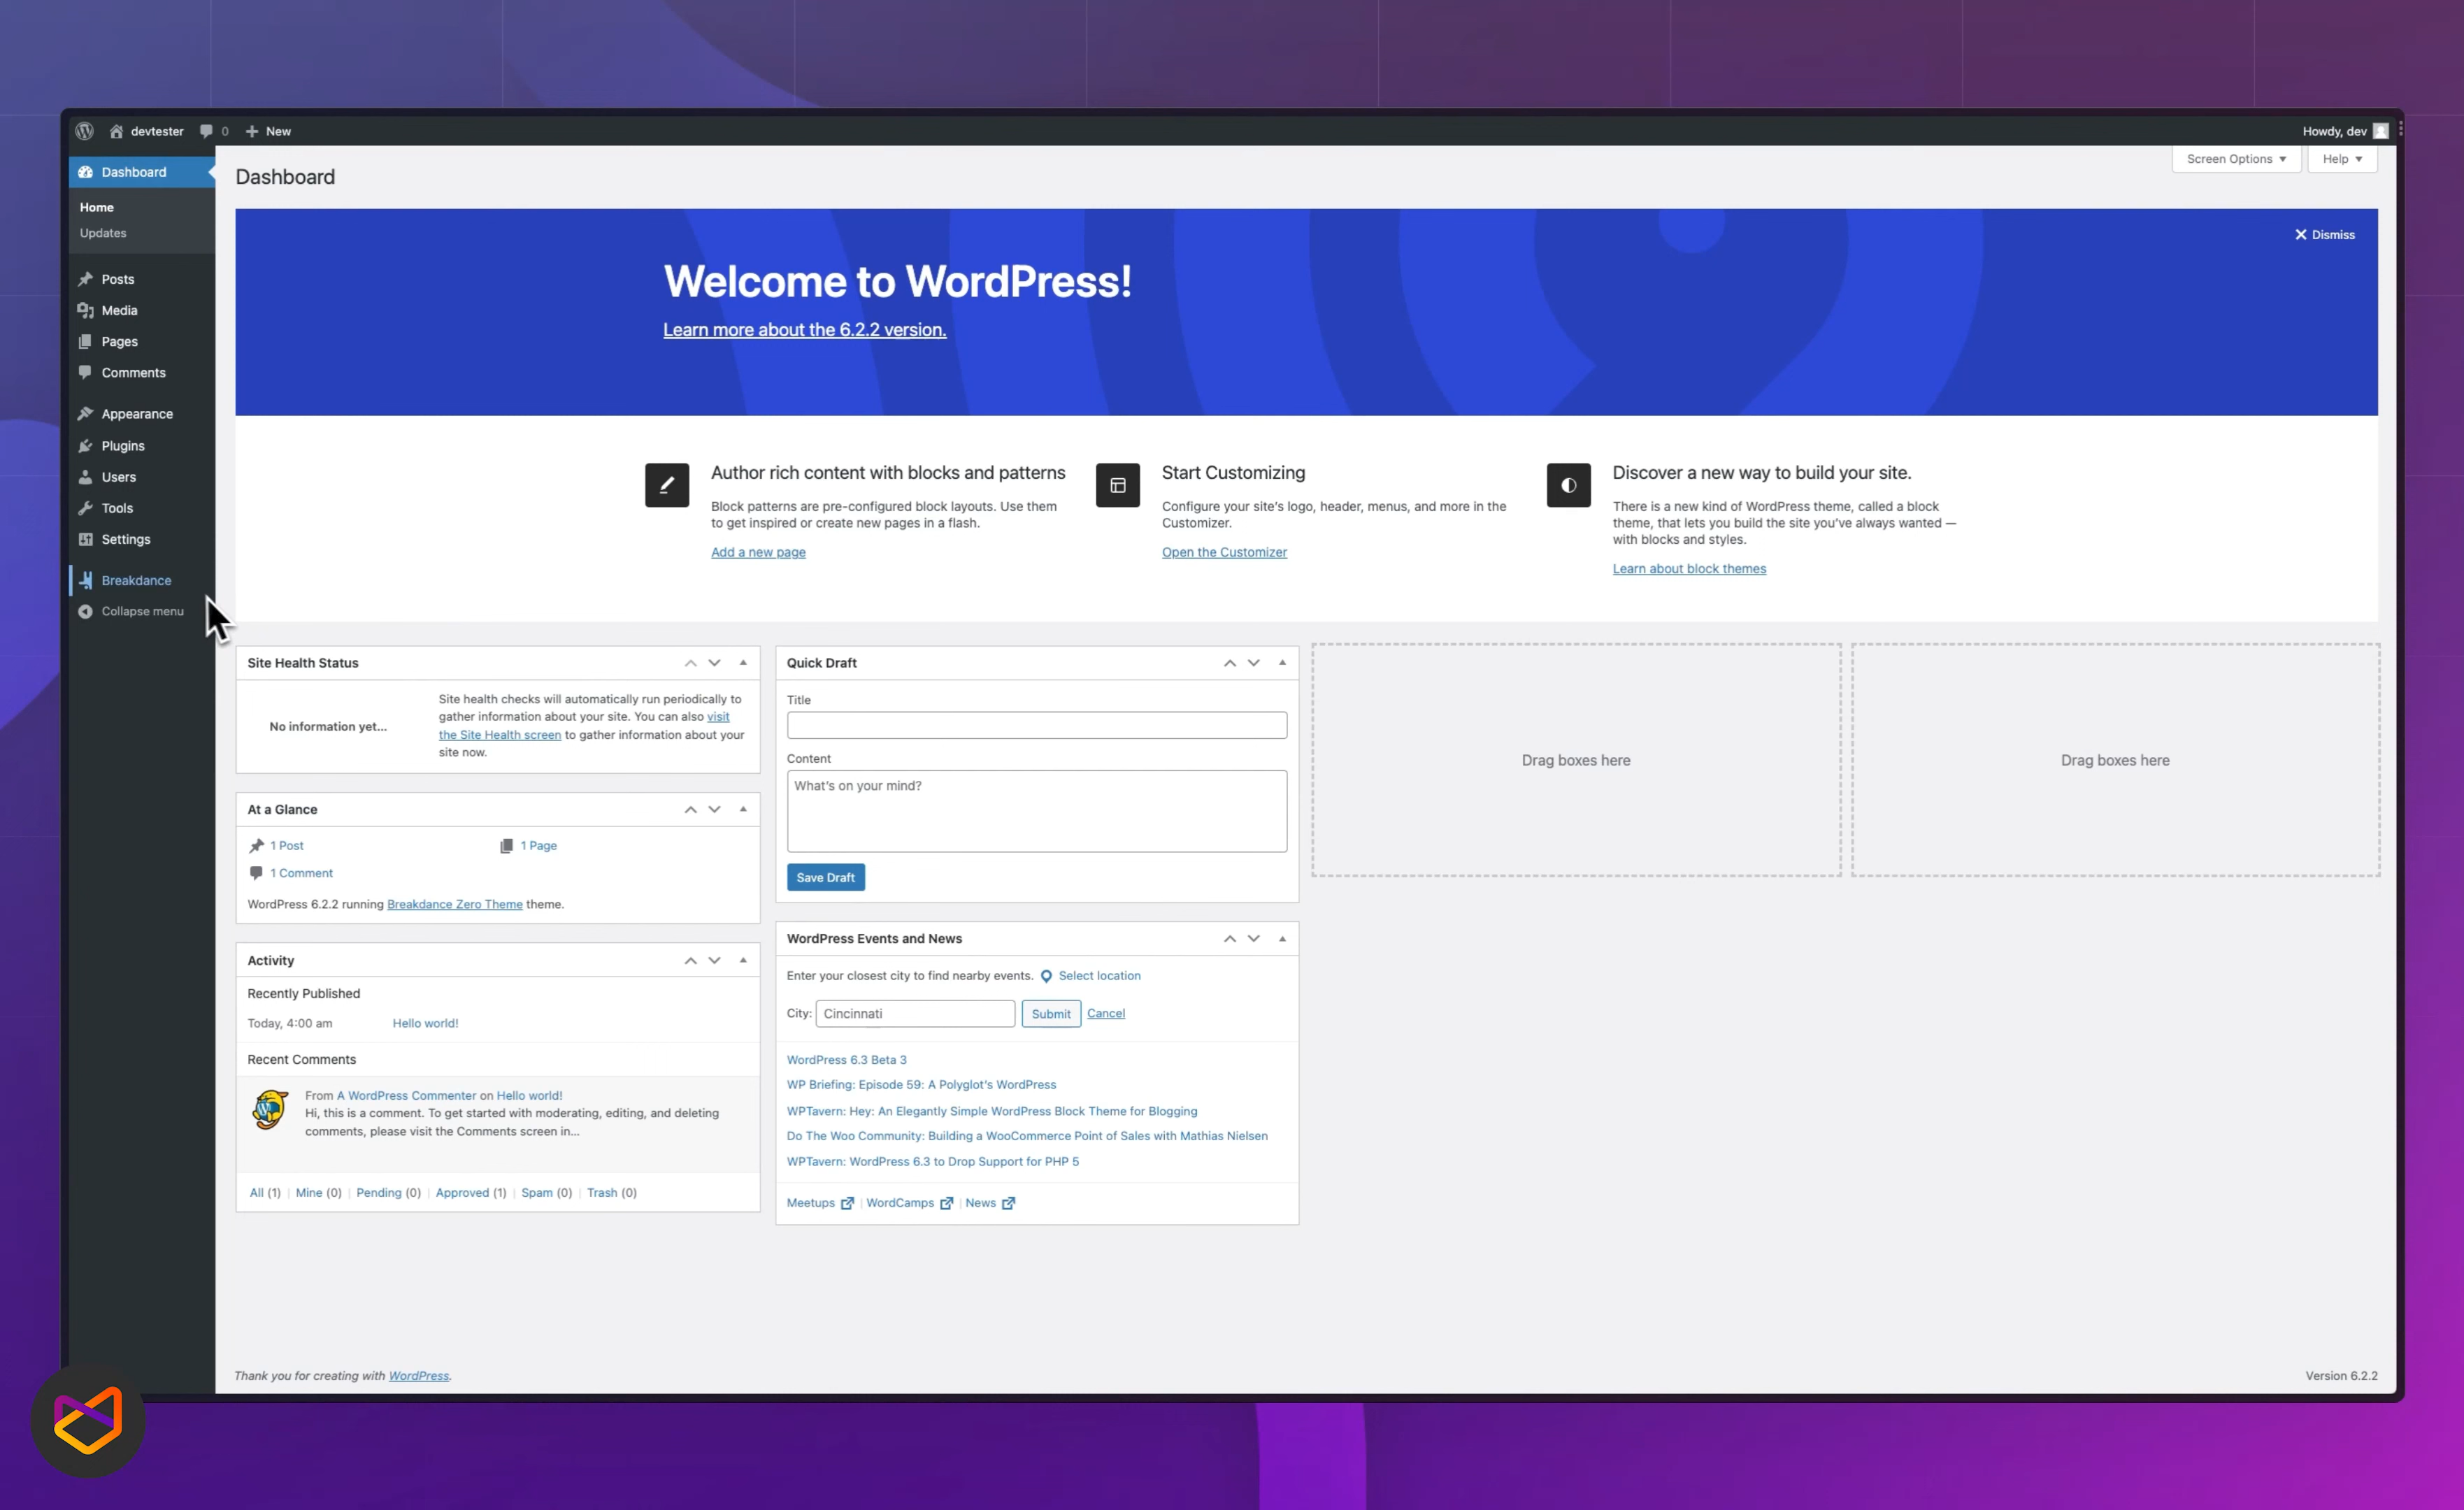 devtester
0
New
Howdy, dev
Dashboard
Home
Updates
Posts
Media
Pages
Comments
Appearance
Plugins
Users
Tools
Settings
Breakdance
Collapse menu
Dashboard
Screen Options
Help
Dismiss
Welcome to WordPress!
Learn more about the 6.2.2 version.
Author rich content with blocks and patterns
Block patterns are pre-configured block layouts. Use them
to get inspired or create new pages in a flash.
Add a new page
Start Customizing
Configure your site's logo, header, menus, and more in the
Customizer.
Open the Customizer
Discover a new way to build your site.
There is a new kind of WordPress theme, called a block
theme, that lets you build the site you've always wanted —
with blocks and styles.
Learn about block themes
Site Health Status
No information yet...
Site health checks will automatically run periodically to
gather information about your site. You can also visit
the Site Health screen to gather information about your
site now.
At a Glance
1 Post
1 Page
1 Comment
WordPress 6.2.2 running Breakdance Zero Theme theme.
Activity
Recently Published
Today, 4:00 am
Hello world!
Recent Comments
From A WordPress Commenter on Hello world!
Hi, this is a comment. To get started with moderating, editing, and deleting
comments, please visit the Comments screen in...
All (1) | Mine (0) | Pending (0) | Approved (1) | Spam (0) | Trash (0)
Quick Draft
Title
Content
What's on your mind?
Save Draft
WordPress Events and News
Enter your closest city to find nearby events. Select location
City: Cincinnati Submit Cancel
WordPress 6.3 Beta 3
WP Briefing: Episode 59: A Polyglot's WordPress
WPTavern: Hey: An Elegantly Simple WordPress Block Theme for Blogging
Do The Woo Community: Building a WooCommerce Point of Sales with Mathias Nielsen
WPTavern: WordPress 6.3 to Drop Support for PHP 5
Meetups | WordCamps | News
Drag boxes here
Drag boxes here
Thank you for creating with WordPress.
Version 6.2.2